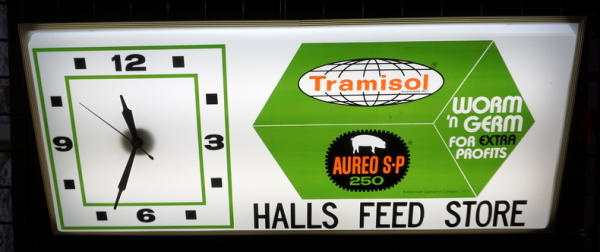 12
3
6
9
Tramisol
AUREO S·P
250
WORM
'n GERM
FOR EXTRA
PROFITS
HALLS FEED STORE